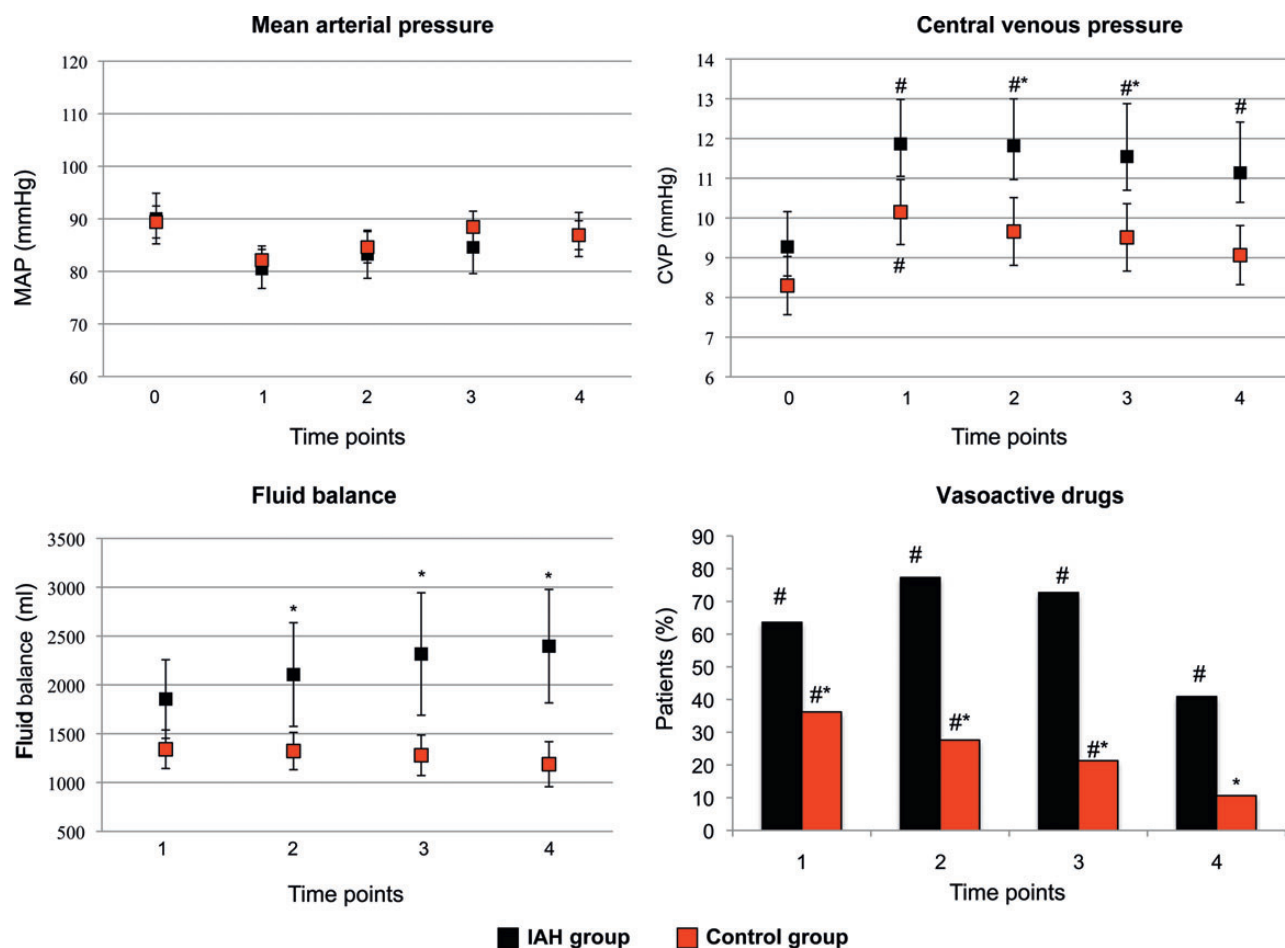 Mean arterial pressure
120
110
100
90
80
70
60
MAP (mmHg)
0 1 2 3 4
Time points
Central venous pressure
14
13
12
11
10
9
8
7
6
CVP (mmHg)
# #* #* #
#
0 1 2 3 4
Time points
Fluid balance
3500
3000
2500
2000
1500
1000
500
Fluid balance (ml)
* * *
1 2 3 4
Time points
Vasoactive drugs
90
80
70
60
50
40
30
20
10
0
Patients (%)
# # # #
#* #* #* *
1 2 3 4
Time points
IAH group Control group